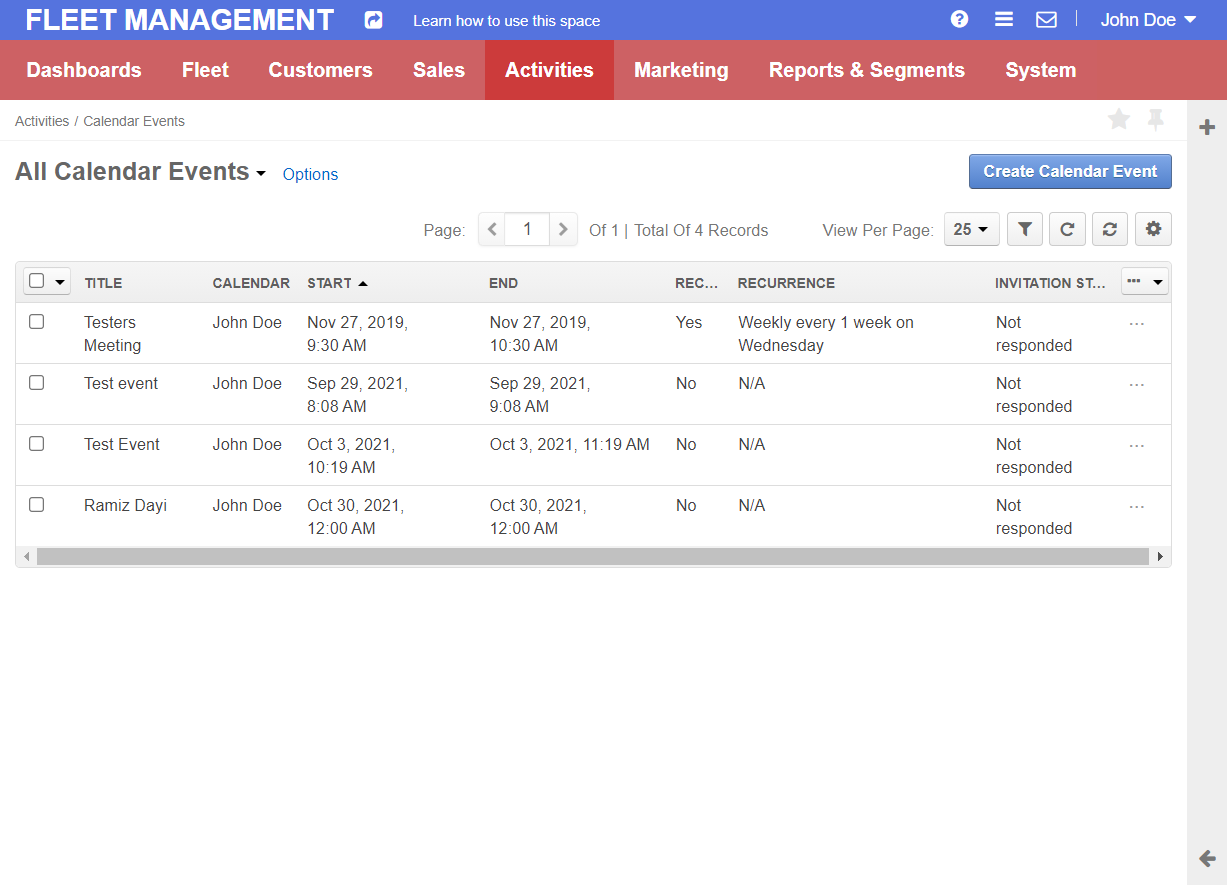 FLEET MANAGEMENT Learn how to use this space John Doe
Dashboards Fleet Customers Sales Activities Marketing Reports & Segments System
Activities / Calendar Events
All Calendar Events Options Create Calendar Event
Page: 1 Of 1 | Total Of 4 Records View Per Page: 25
TITLE CALENDAR START END REC... RECURRENCE INVITATION ST...
Testers John Doe Nov 27, 2019, Nov 27, 2019, Yes Weekly every 1 week on Not
Meeting 9:30 AM 10:30 AM Wednesday responded
Test event John Doe Sep 29, 2021, Sep 29, 2021, No N/A Not
8:08 AM 9:08 AM responded
Test Event John Doe Oct 3, 2021, Oct 3, 2021, 11:19 AM No N/A Not
10:19 AM responded
Ramiz Dayi John Doe Oct 30, 2021, Oct 30, 2021, No N/A Not
12:00 AM 12:00 AM responded